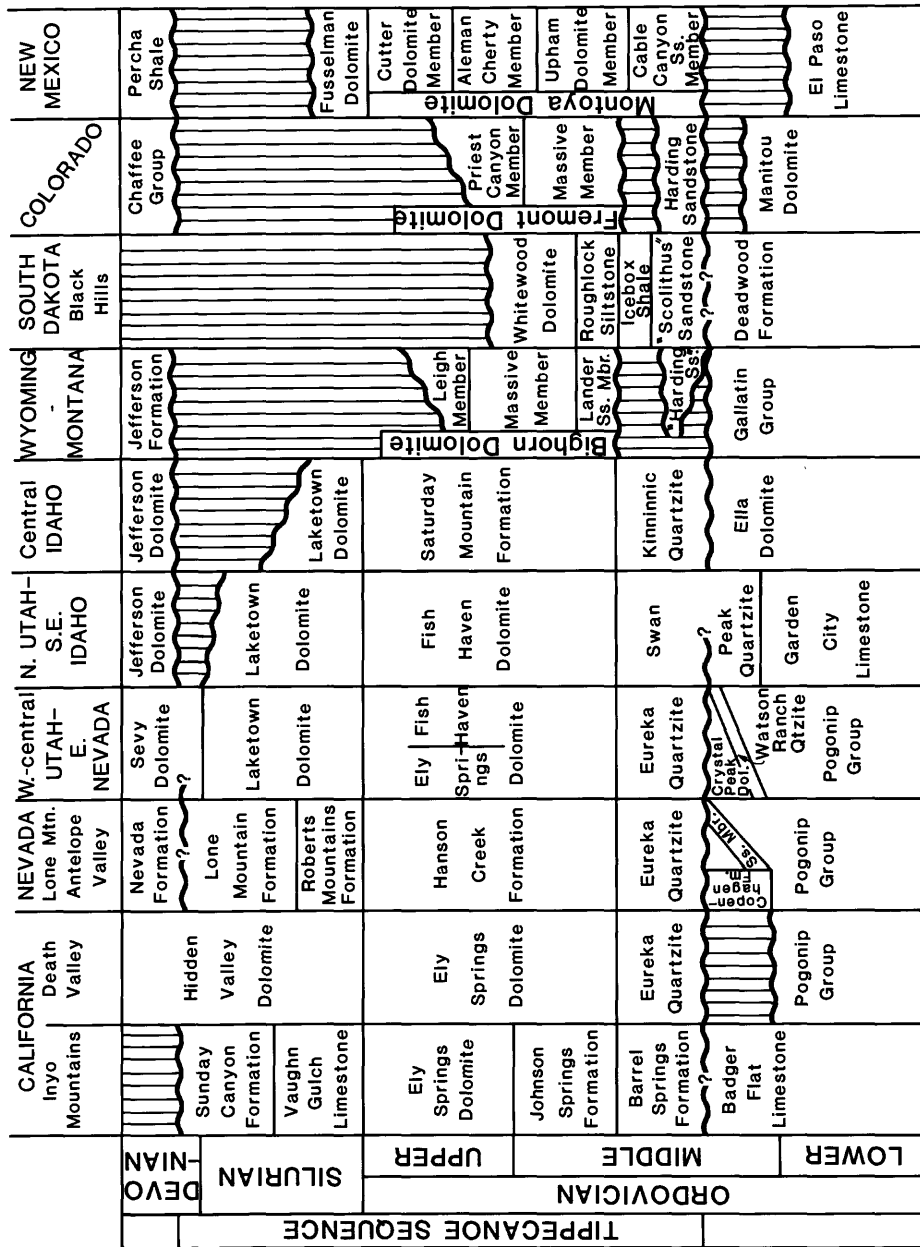 CALIFORNIA
Inyo
Mountains
Death
Valley
NEVADA
Lone Mtn.
Antelope
Valley
W.-central
UTAH-
E.
NEVADA
N. UTAH-
S.E.
IDAHO
Central
IDAHO
WYOMING
-
MONTANA
SOUTH
DAKOTA
Black
Hills
COLORADO
NEW
MEXICO
TIPPECANOE SEQUENCE
DEVO
-NIAN
SILURIAN
ORDOVICIAN
UPPER
MIDDLE
LOWER
Sunday
Canyon
Formation
Vaughn
Gulch
Limestone
Ely
Springs
Dolomite
Johnson
Springs
Formation
Barrel
Springs
Formation
?
Badger
Flat
Limestone
Hidden
Valley
Dolomite
Ely
Springs
Dolomite
Eureka
Quartzite
Pogonip
Group
Nevada
Formation
?
Lone
Mountain
Formation
Roberts
Mountains
Formation
Hanson
Creek
Formation
Eureka
Quartzite
Copen-
hagen
Ss. Mbr.
Pogonip
Group
Sevy
Dolomite
?
Laketown
Dolomite
Ely
Spri-
ngs
Fish
Haven
Dolomite
Eureka
Quartzite
Crystal
Peak
Dol.
Watson
Ranch
Qtzite
Pogonip
Group
Jefferson
Dolomite
Laketown
Dolomite
Fish
Haven
Dolomite
Swan
?
Peak
Quartzite
Garden
City
Limestone
Jefferson
Dolomite
Laketown
Dolomite
Saturday
Mountain
Formation
Kinninnic
Quartzite
Ella
Dolomite
Jefferson
Formation
Bighorn Dolomite
Leigh
Member
Massive
Member
Lander
Ss. Mbr.
"Harding
Ss."
Gallatin
Group
Whitewood
Dolomite
Roughlock
Siltstone
Icebox
Shale
"Scolithus"
Sandstone
? ?
Deadwood
Formation
Chaffee
Group
Fremont Dolomite
Priest
Canyon
Member
Massive
Member
Harding
Sandstone
Manitou
Dolomite
Percha
Shale
Fusselman
Dolomite
Montoya Dolomite
Cutter
Dolomite
Member
Aleman
Cherty
Member
Upham
Dolomite
Member
Cable
Canyon
Ss.
Member
El Paso
Limestone